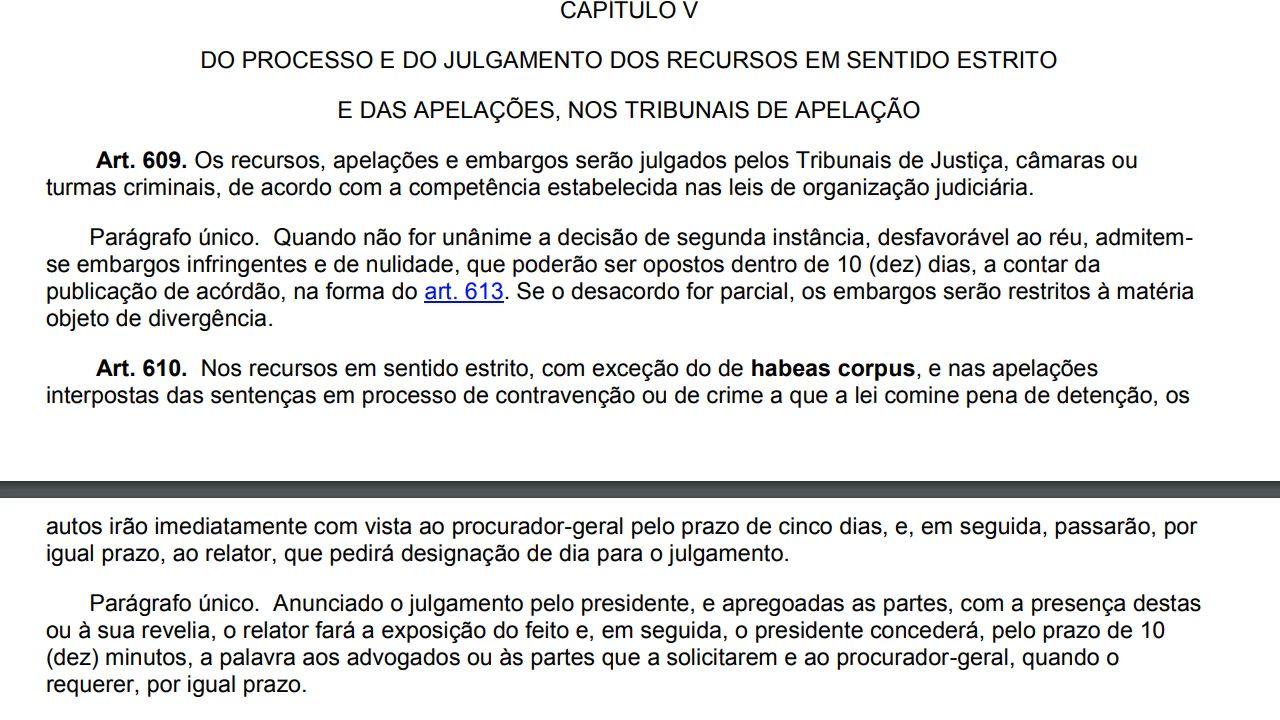 CAPÍTULO V
DO PROCESSO E DO JULGAMENTO DOS RECURSOS EM SENTIDO ESTRITO
E DAS APELAÇÕES, NOS TRIBUNAIS DE APELAÇÃO
Art. 609. Os recursos, apelações e embargos serão julgados pelos Tribunais de Justiça, câmaras ou
turmas criminais, de acordo com a competência estabelecida nas leis de organização judiciária.
Parágrafo único.  Quando não for unânime a decisão de segunda instância, desfavorável ao réu, admitem-
se embargos infringentes e de nulidade, que poderão ser opostos dentro de 10 (dez) dias, a contar da
publicação de acórdão, na forma do art. 613. Se o desacordo for parcial, os embargos serão restritos à matéria
objeto de divergência.
Art. 610.  Nos recursos em sentido estrito, com exceção do de habeas corpus, e nas apelações
interpostas das sentenças em processo de contravenção ou de crime a que a lei comine pena de detenção, os
autos irão imediatamente com vista ao procurador-geral pelo prazo de cinco dias, e, em seguida, passarão, por
igual prazo, ao relator, que pedirá designação de dia para o julgamento.
Parágrafo único.  Anunciado o julgamento pelo presidente, e apregoadas as partes, com a presença destas
ou à sua revelia, o relator fará a exposição do feito e, em seguida, o presidente concederá, pelo prazo de 10
(dez) minutos, a palavra aos advogados ou às partes que a solicitarem e ao procurador-geral, quando o
requerer, por igual prazo.